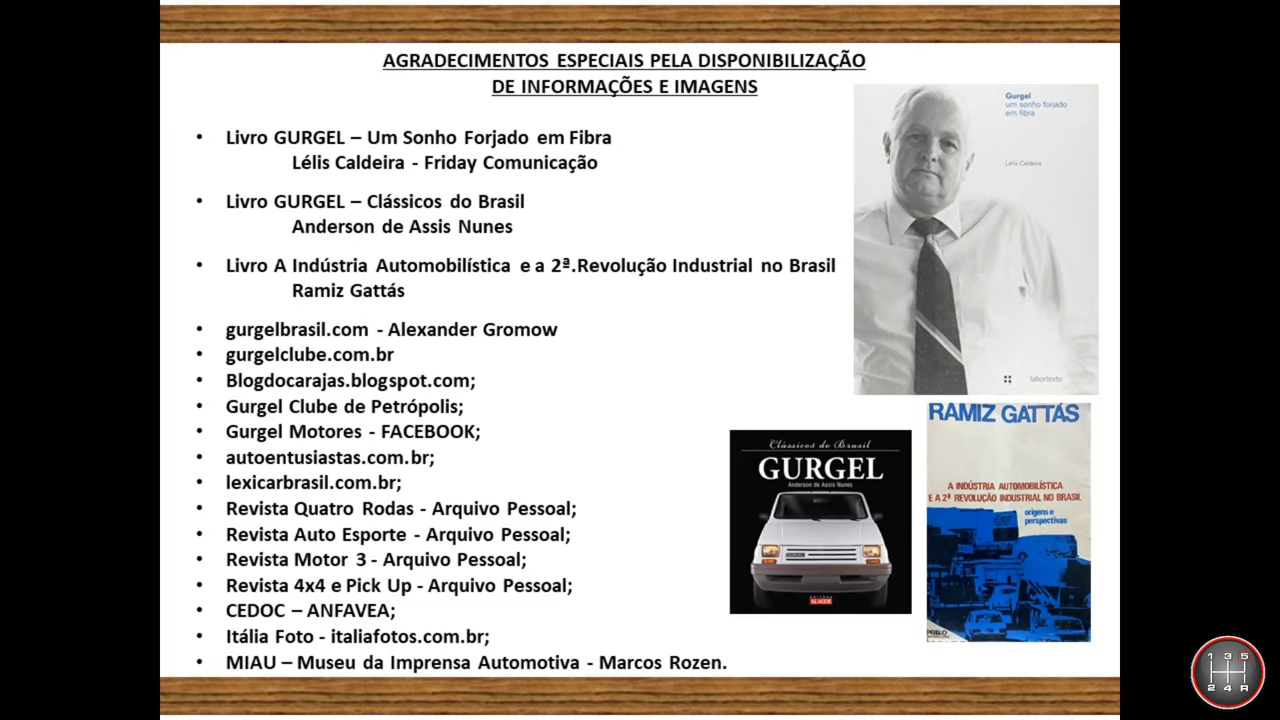 AGRADECIMENTOS ESPECIAIS PELA DISPONIBILIZAÇÃO
DE INFORMAÇÕES E IMAGENS
• Livro GURGEL – Um Sonho Forjado em Fibra
Lélis Caldeira - Friday Comunicação
• Livro GURGEL – Clássicos do Brasil
Anderson de Assis Nunes
• Livro A Indústria Automobilística e a 2ª.Revolução Industrial no Brasil
Ramiz Gattás
• gurgelbrasil.com - Alexander Gromow
• gurgelclube.com.br
• Blogdocarajas.blogspot.com;
• Gurgel Clube de Petrópolis;
• Gurgel Motores - FACEBOOK;
• autoentusiastas.com.br;
• lexicarbrasil.com.br;
• Revista Quatro Rodas - Arquivo Pessoal;
• Revista Auto Esporte - Arquivo Pessoal;
• Revista Motor 3 - Arquivo Pessoal;
• Revista 4x4 e Pick Up - Arquivo Pessoal;
• CEDOC – ANFAVEA;
• Itália Foto - italiafotos.com.br;
• MIAU – Museu da Imprensa Automotiva - Marcos Rozen.
Gurgel
um sonho forjado
em fibra
Lélis Caldeira
labortexto
Clássicos do Brasil
GURGEL
Anderson de Assis Nunes
EDITORA
ALAÚDE
RAMIZ GATTÁS
A INDÚSTRIA AUTOMOBILÍSTICA
E A 2ª REVOLUÇÃO INDUSTRIAL NO BRASIL
origens e
perspectivas
1 3 5
2 4 R